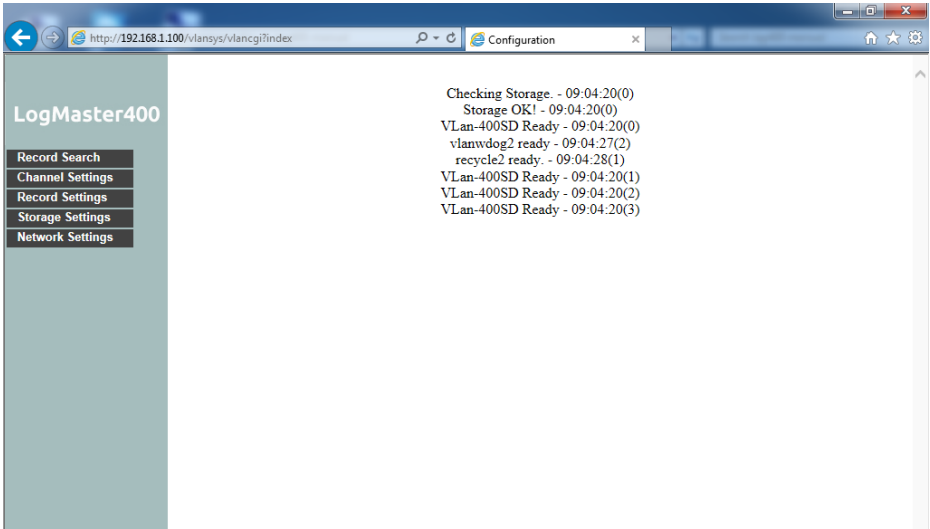 http://192.168.1.100/vlansys/vlancgi?index
Configuration
LogMaster400
Record Search
Channel Settings
Record Settings
Storage Settings
Network Settings
Checking Storage. - 09:04:20(0)
Storage OK! - 09:04:20(0)
VLan-400SD Ready - 09:04:20(0)
vlanwdog2 ready - 09:04:27(2)
recycle2 ready. - 09:04:28(1)
VLan-400SD Ready - 09:04:20(1)
VLan-400SD Ready - 09:04:20(2)
VLan-400SD Ready - 09:04:20(3)